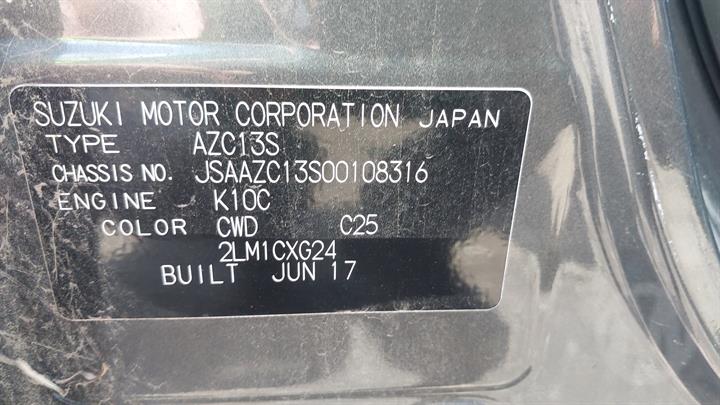 SUZUKI MOTOR CORPORATION JAPAN
TYPE AZC13S
CHASSIS NO. JSAAZC13S00108316
ENGINE K10C
COLOR CWD C25
2LM1CXG24
BUILT JUN 17